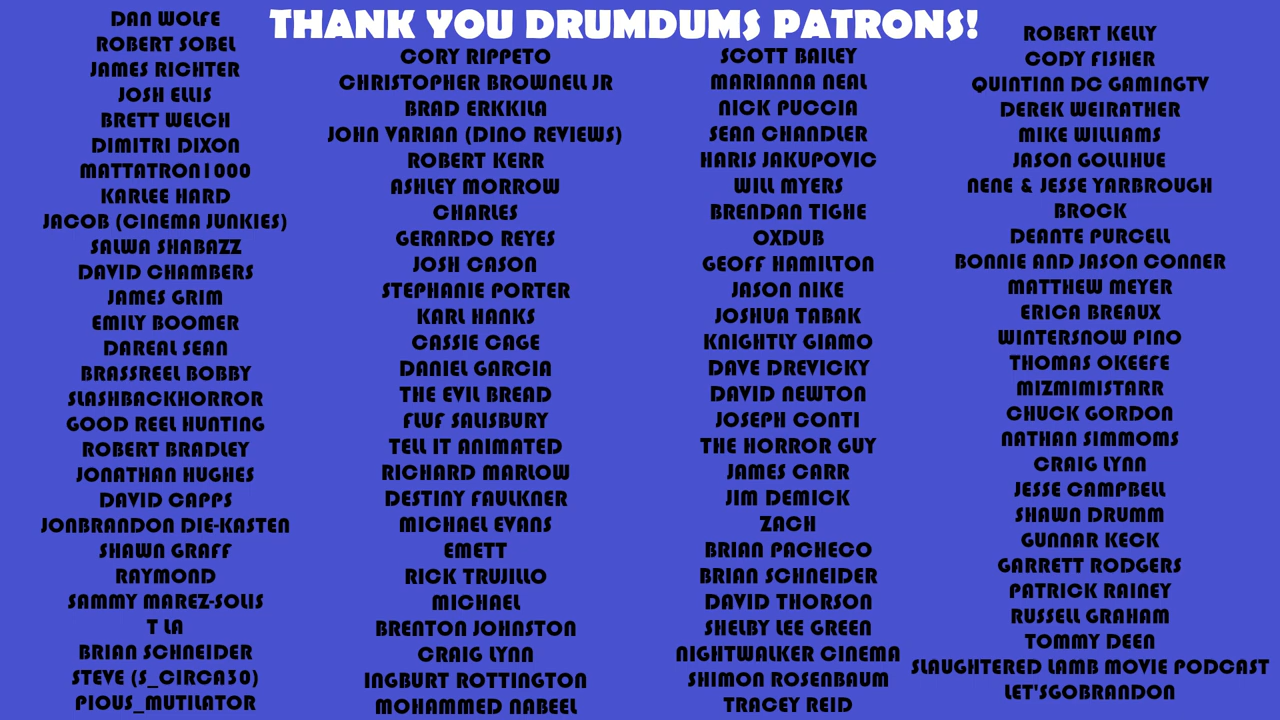 THANK YOU DRUMDUMS PATRONS!
DAN WOLFE
ROBERT SOBEL
JAMES RICHTER
JOSH ELLIS
BRETT WELCH
DIMITRI DIXON
MATTATRON1000
KARLEE HARD
JACOB (CINEMA JUNKIES)
SALWA SHABAZZ
DAVID CHAMBERS
JAMES GRIM
EMILY BOOMER
DAREAL SEAN
BRASSREEL BOBBY
SLASHBACKHORROR
GOOD REEL HUNTING
ROBERT BRADLEY
JONATHAN HUGHES
DAVID CAPPS
JONBRANDON DIE-KASTEN
SHAWN GRAFF
RAYMOND
SAMMY MAREZ-SOLIS
T LA
BRIAN SCHNEIDER
STEVE (S_CIRCA30)
PIOUS_MUTILATOR
CORY RIPPETO
CHRISTOPHER BROWNELL JR
BRAD ERKKILA
JOHN VARIAN (DINO REVIEWS)
ROBERT KERR
ASHLEY MORROW
CHARLES
GERARDO REYES
JOSH CASON
STEPHANIE PORTER
KARL HANKS
CASSIE CAGE
DANIEL GARCIA
THE EVIL BREAD
FLUF SALISBURY
TELL IT ANIMATED
RICHARD MARLOW
DESTINY FAULKNER
MICHAEL EVANS
EMETT
RICK TRUJILLO
MICHAEL
BRENTON JOHNSTON
CRAIG LYNN
INGBURT ROTTINGTON
MOHAMMED NABEEL
SCOTT BAILEY
MARIANNA NEAL
NICK PUCCIA
SEAN CHANDLER
HARIS JAKUPOVIC
WILL MYERS
BRENDAN TIGHE
OXDUB
GEOFF HAMILTON
JASON NIKE
JOSHUA TABAK
KNIGHTLY GIAMO
DAVE DREVICKY
DAVID NEWTON
JOSEPH CONTI
THE HORROR GUY
JAMES CARR
JIM DEMICK
ZACH
BRIAN PACHECO
BRIAN SCHNEIDER
DAVID THORSON
SHELBY LEE GREEN
NIGHTWALKER CINEMA
SHIMON ROSENBAUM
TRACEY REID
ROBERT KELLY
CODY FISHER
QUINTINN DC GAMINGTV
DEREK WEIRATHER
MIKE WILLIAMS
JASON GOLLIHUE
NENE & JESSE YARBROUGH
BROCK
DEANTE PURCELL
BONNIE AND JASON CONNER
MATTHEW MEYER
ERICA BREAUX
WINTERSNOW PINO
THOMAS OKEEFE
MIZMIMISTARR
CHUCK GORDON
NATHAN SIMMOMS
CRAIG LYNN
JESSE CAMPBELL
SHAWN DRUMM
GUNNAR KECK
GARRETT RODGERS
PATRICK RAINEY
RUSSELL GRAHAM
TOMMY DEEN
SLAUGHTERED LAMB MOVIE PODCAST
LET'SGOBRANDON